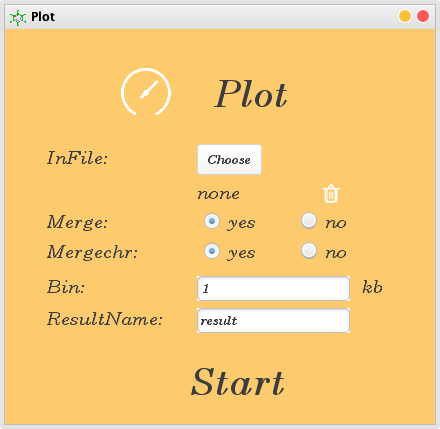 Plot
Plot
InFile: Choose
none
Merge: yes no
Mergechr: yes no
Bin: 1 kb
ResultName: result
Start